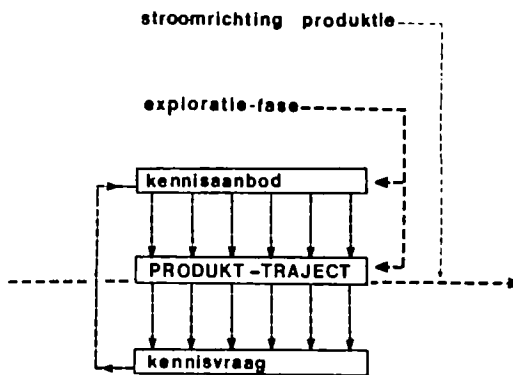 stroomrichting produktie
exploratie-fase
kennisaanbod
PRODUKT-TRAJECT
kennisvraag